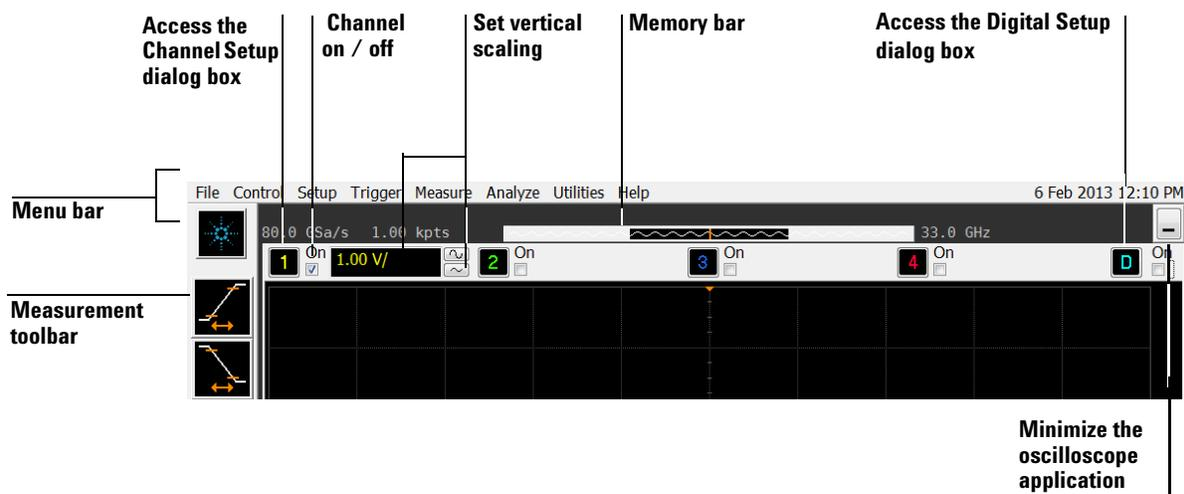 Access the
Channel Setup
dialog box
Channel
on / off
Set vertical
scaling
Memory bar
Access the Digital Setup
dialog box
Menu bar
File Control Setup Trigger Measure Analyze Utilities Help
6 Feb 2013 12:10 PM
80.0 GSa/s 1.00 kpts
33.0 GHz
1 On 1.00 V/ 2 On 3 On 4 On D On
Measurement
toolbar
Minimize the
oscilloscope
application